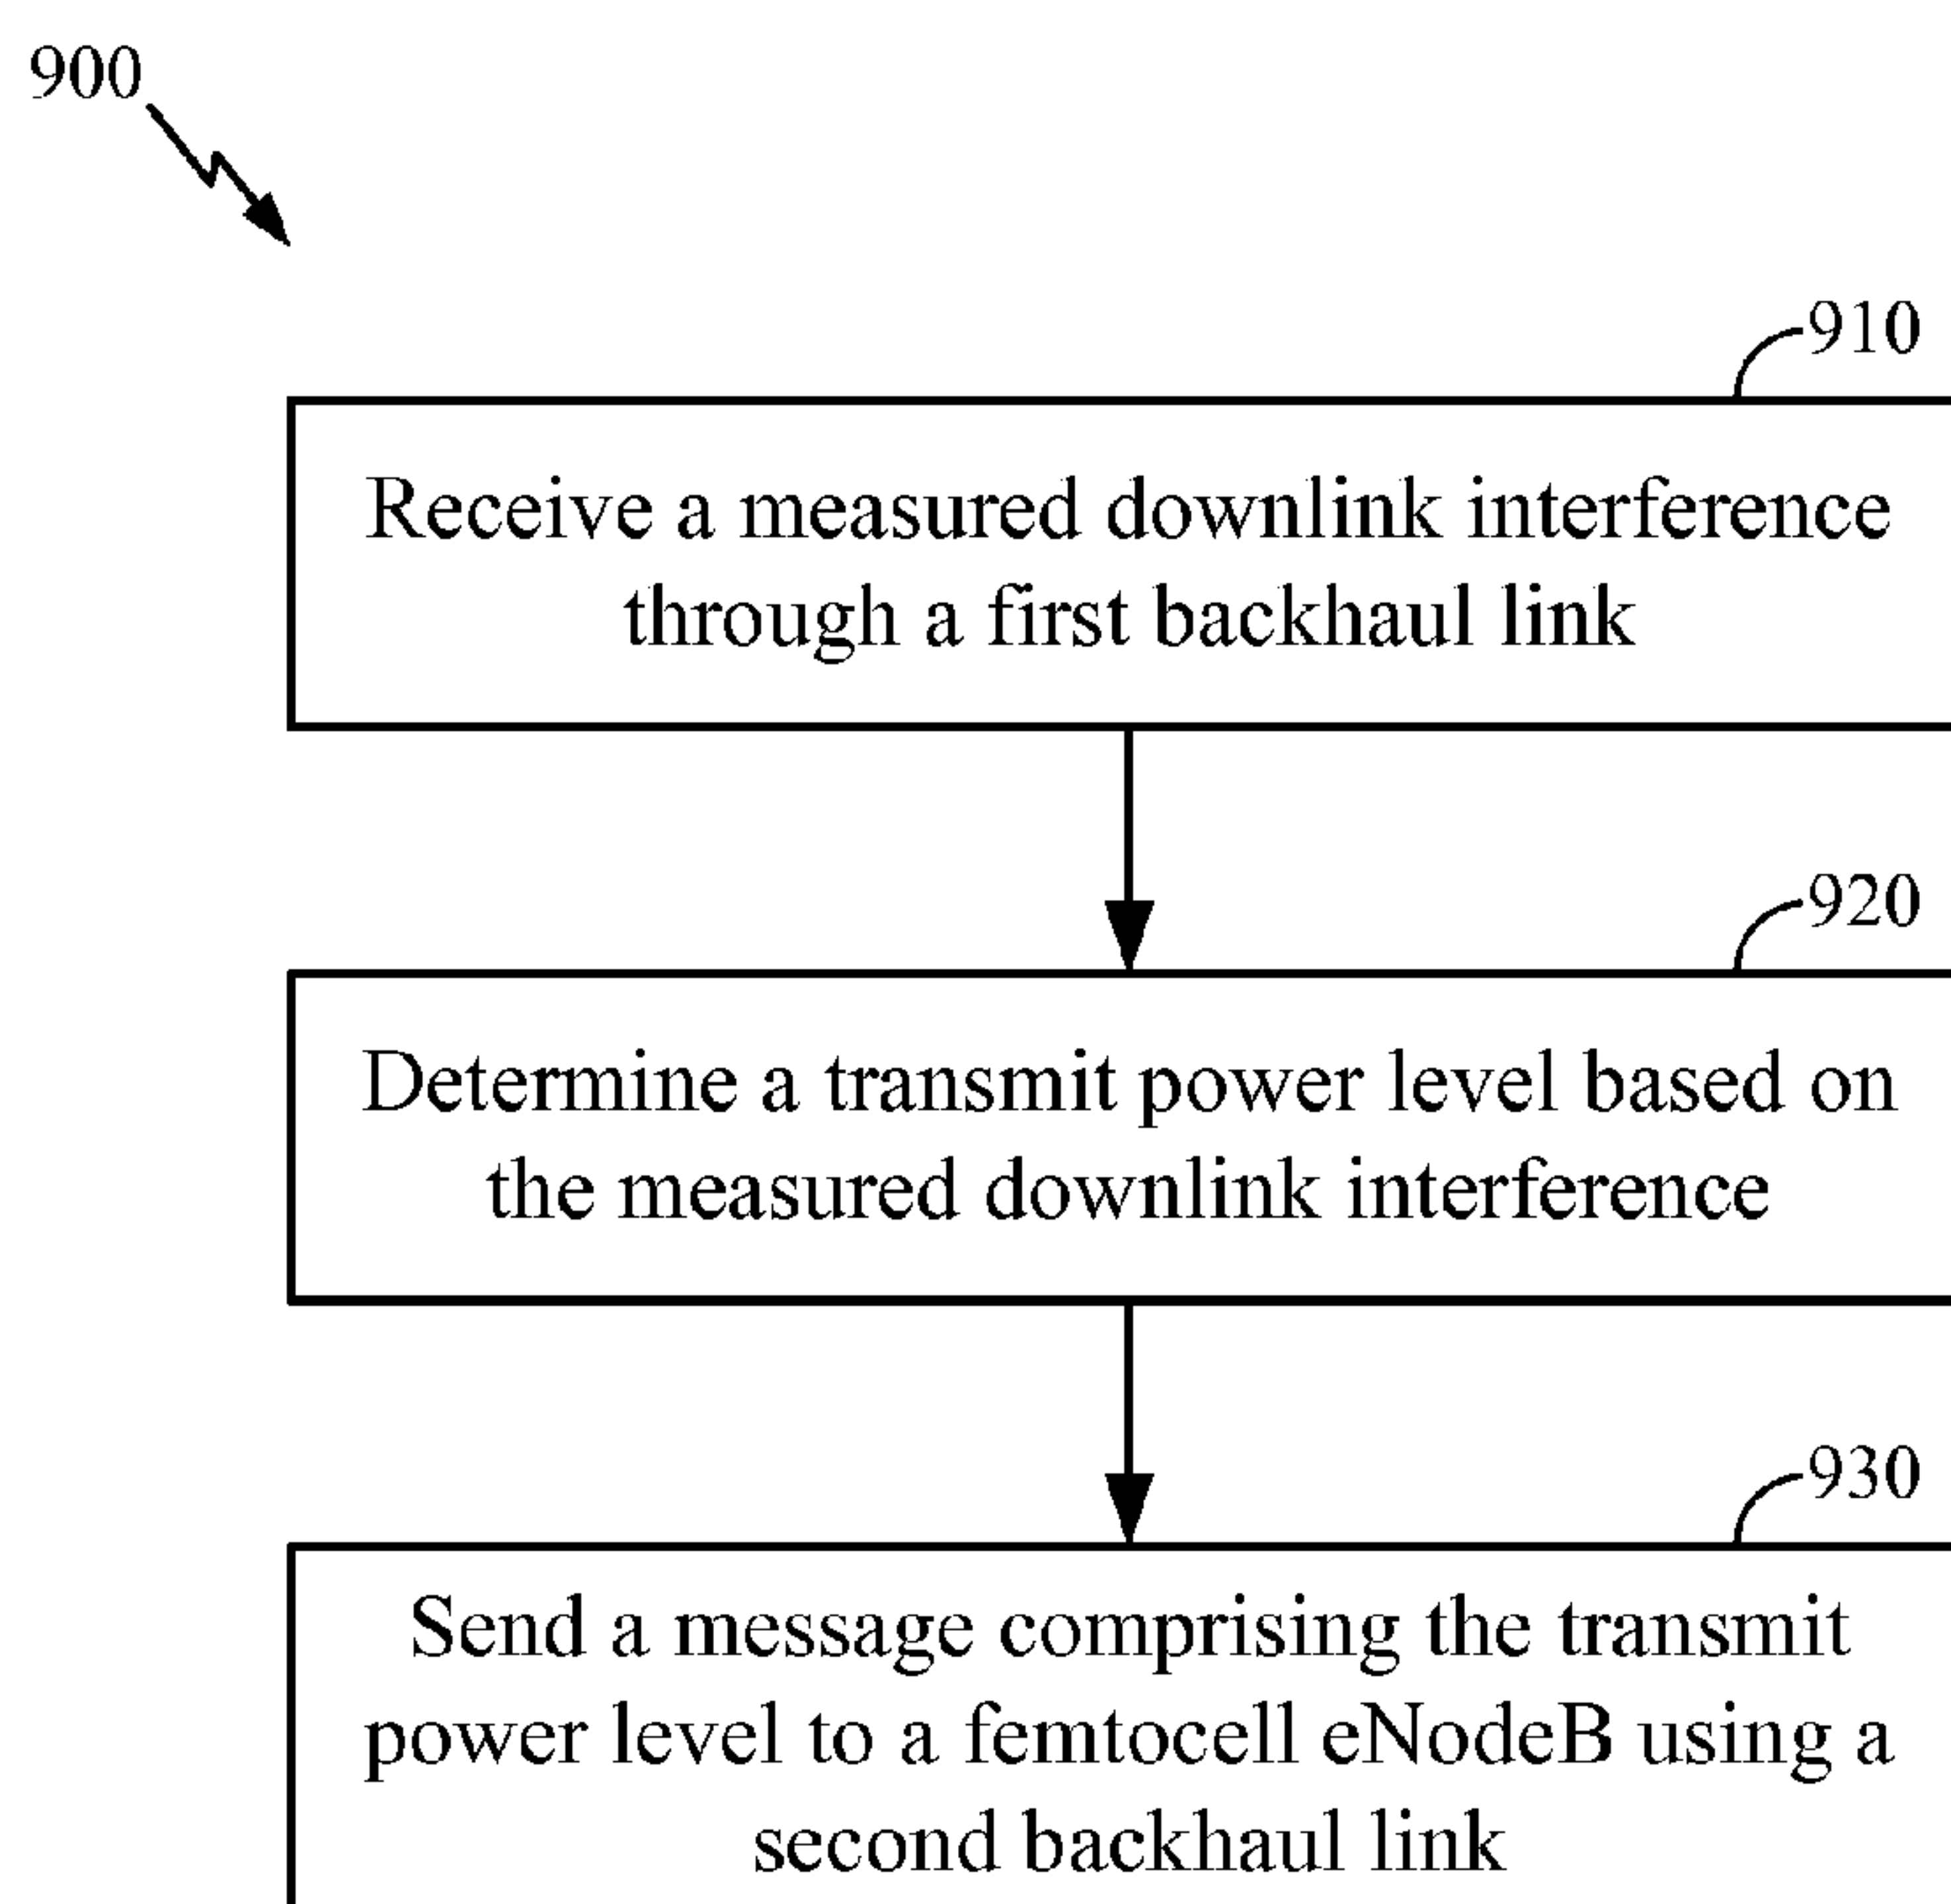 900
910
Receive a measured downlink interference
through a first backhaul link
920
Determine a transmit power level based on
the measured downlink interference
930
Send a message comprising the transmit
power level to a femtocell eNodeB using a
second backhaul link